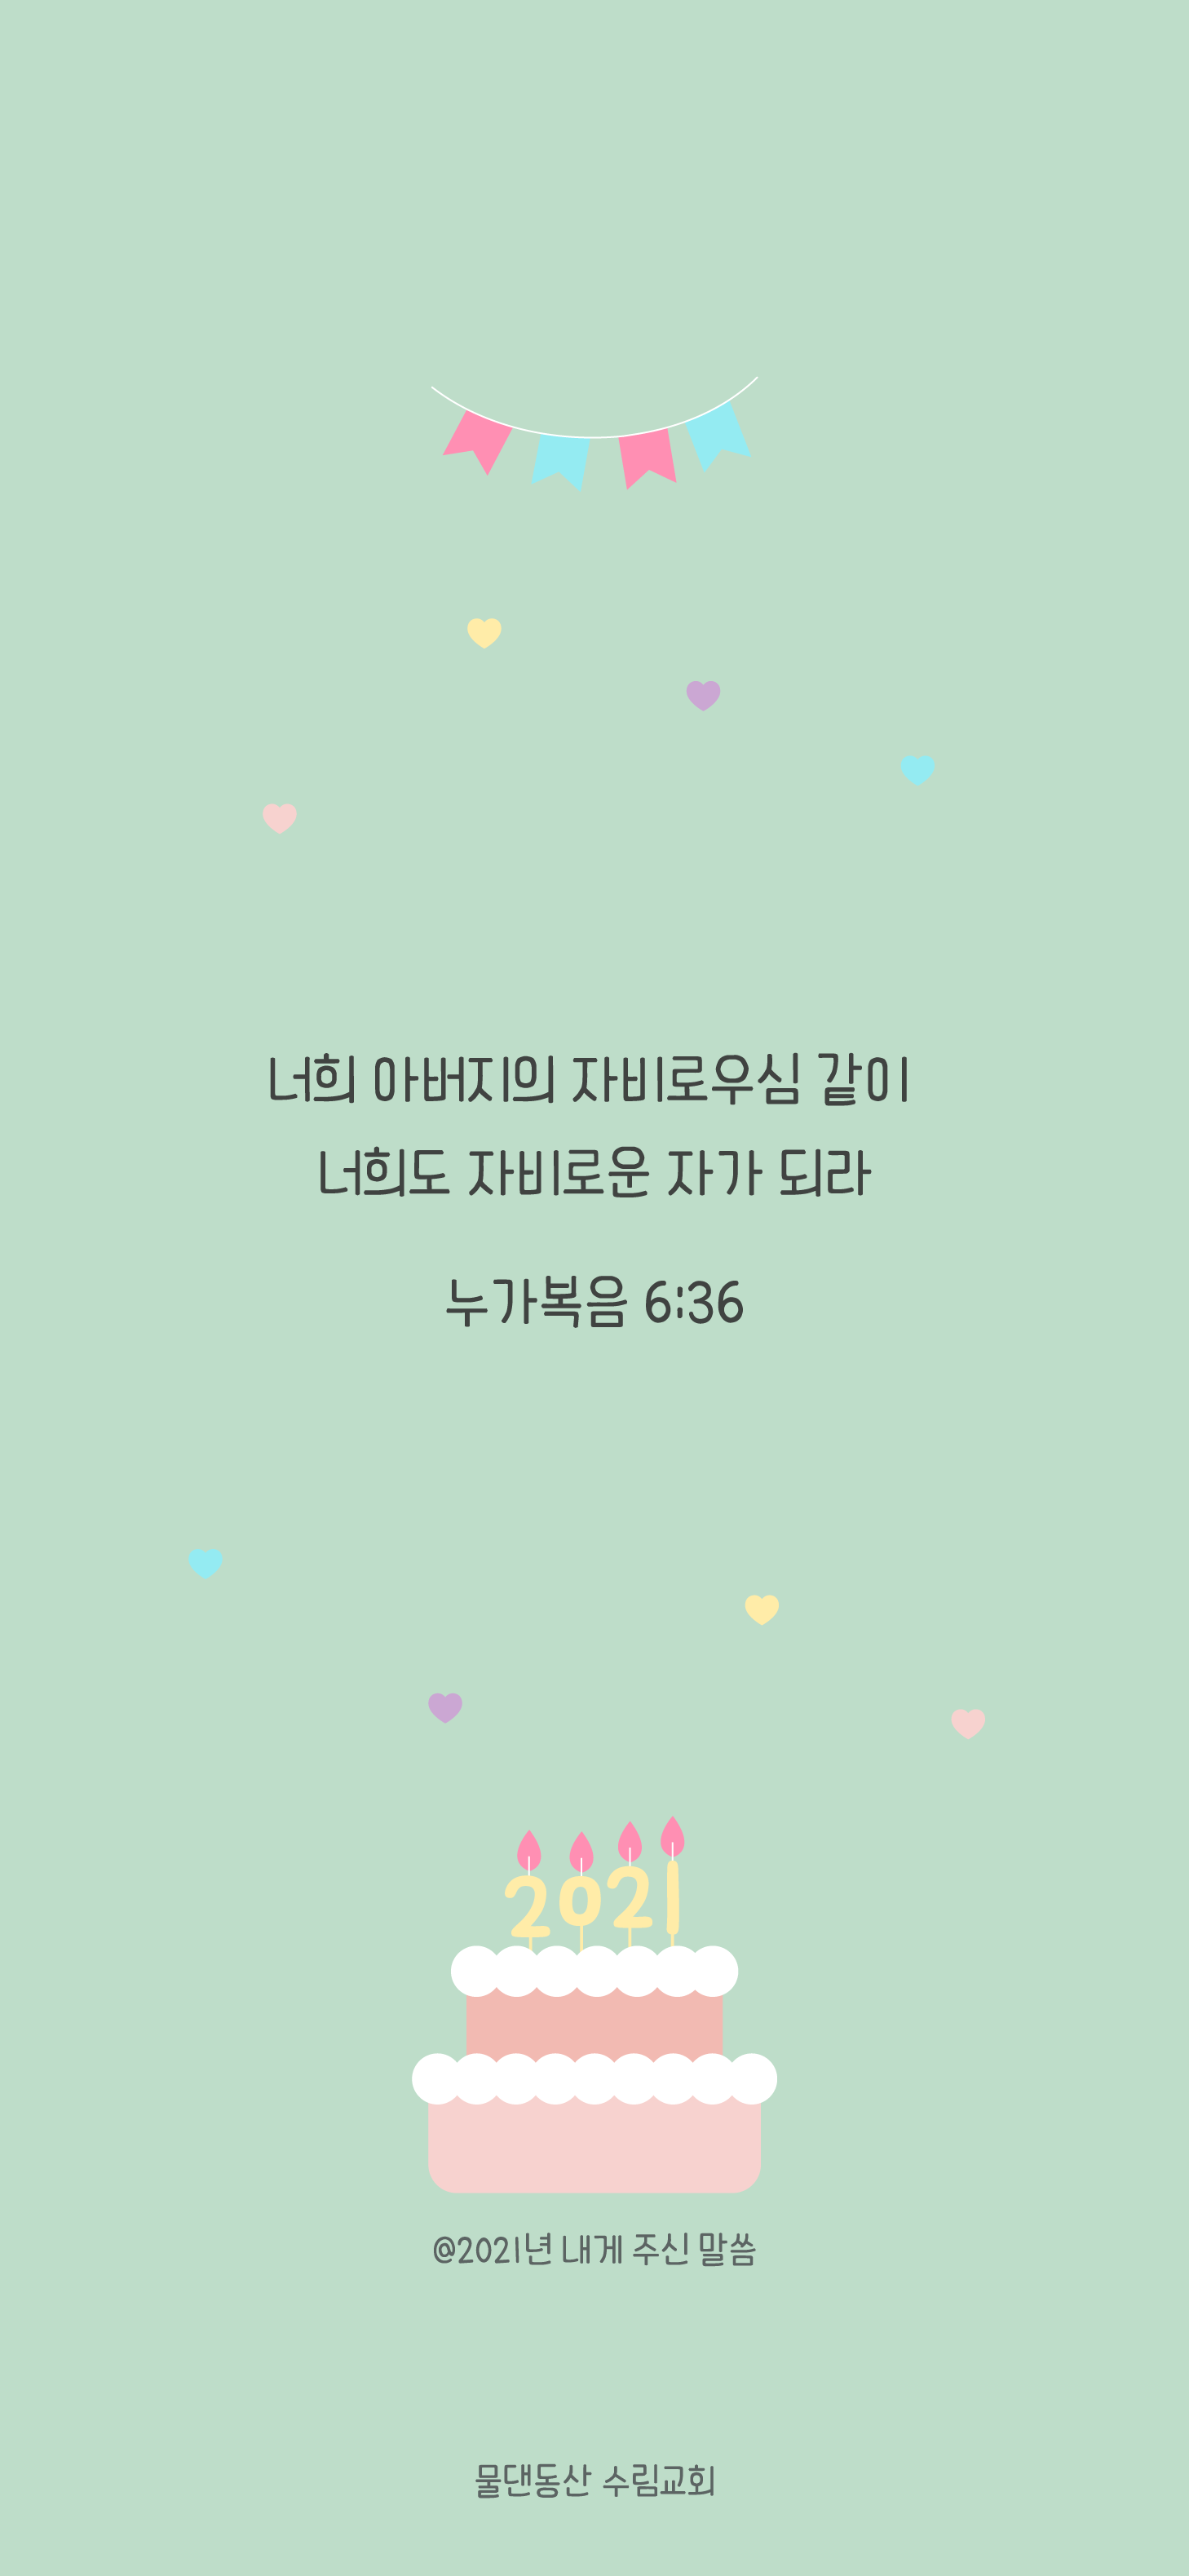 너희 아버지의 자비로우심 같이
너희도 자비로운 자가 되라
누가복음 6:36
2021
@2021년 내게 주신 말씀
물댄동산 수림교회